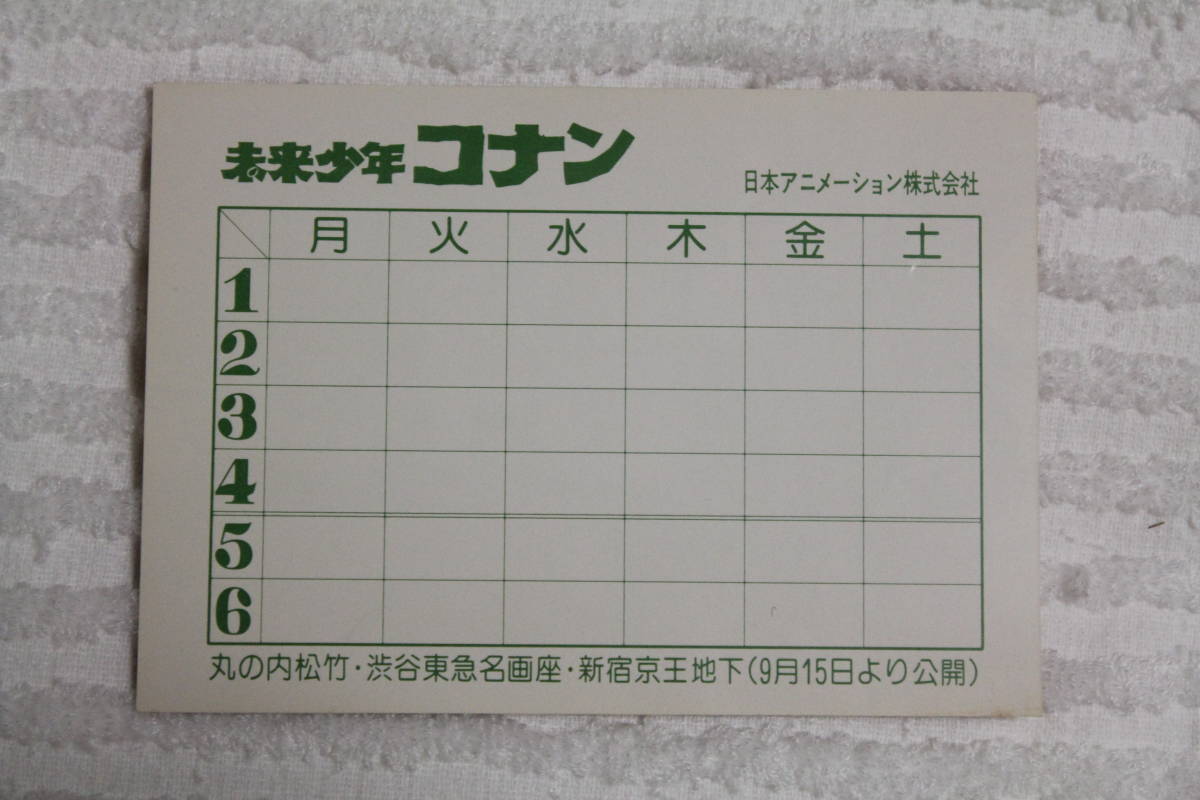 未来少年コナン
日本アニメーション株式会社
月 火 水 木 金 土
1
2
3
4
5
6
丸の内松竹・渋谷東急名画座・新宿京王地下(9月15日より公開)